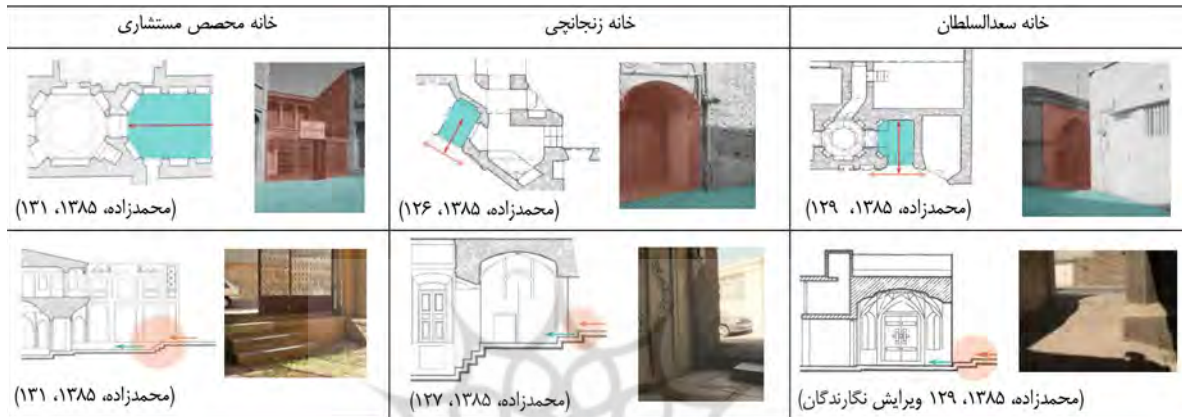 خانه سعدالسلطان
خانه زنجانچی
خانه محصص مستشاری
(محمدزاده، ۱۳۸۵، ۱۲۹)
(محمدزاده، ۱۳۸۵، ۱۲۶)
(محمدزاده، ۱۳۸۵، ۱۳۱)
(محمدزاده، ۱۳۸۵، ۱۲۹ ویرایش نگارندگان)
(محمدزاده، ۱۳۸۵، ۱۲۷)
(محمدزاده، ۱۳۸۵، ۱۳۱)